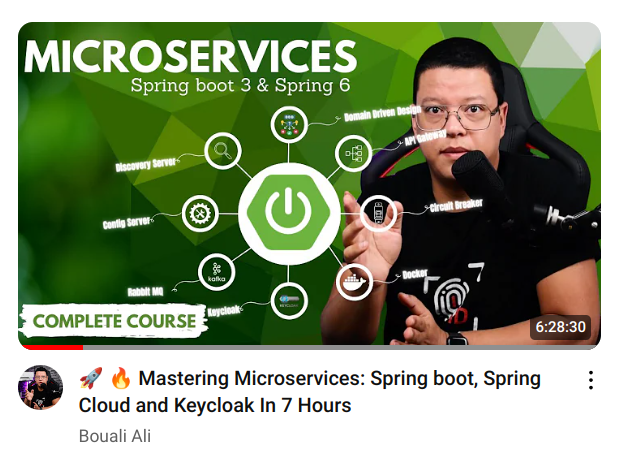 MICROSERVICES
Spring boot 3 & Spring 6
Domain Driven Design
API Gateway
Discovery Server
Circuit Breaker
Config Server
Docker
kafka
Rabbit MQ
Keycloak
KEYCLOAK
COMPLETE COURSE
6:28:30
🚀 🔥 Mastering Microservices: Spring boot, Spring
Cloud and Keycloak In 7 Hours
Bouali Ali